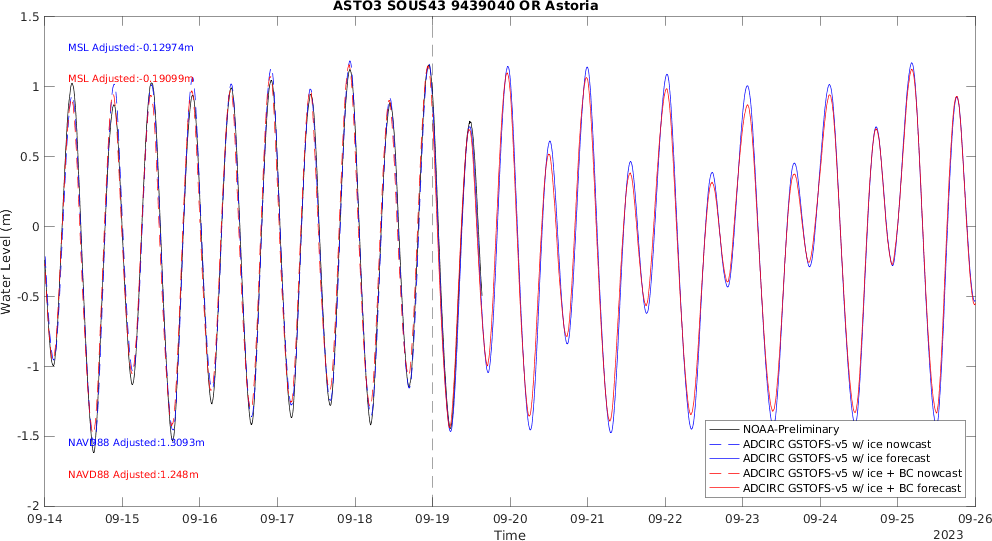 ASTO3 SOUS43 9439040 OR Astoria
1.5
1
0.5
0
-0.5
-1
-1.5
-2
Water Level (m)
MSL Adjusted:-0.12974m
MSL Adjusted:-0.19099m
NAVD88 Adjusted:1.3093m
NAVD88 Adjusted:1.248m
NOAA-Preliminary
ADCIRC GSTOFS-v5 w/ ice nowcast
ADCIRC GSTOFS-v5 w/ ice forecast
ADCIRC GSTOFS-v5 w/ ice + BC nowcast
ADCIRC GSTOFS-v5 w/ ice + BC forecast
09-14 09-15 09-16 09-17 09-18 09-19 09-20 09-21 09-22 09-23 09-24 09-25 09-26
Time
2023